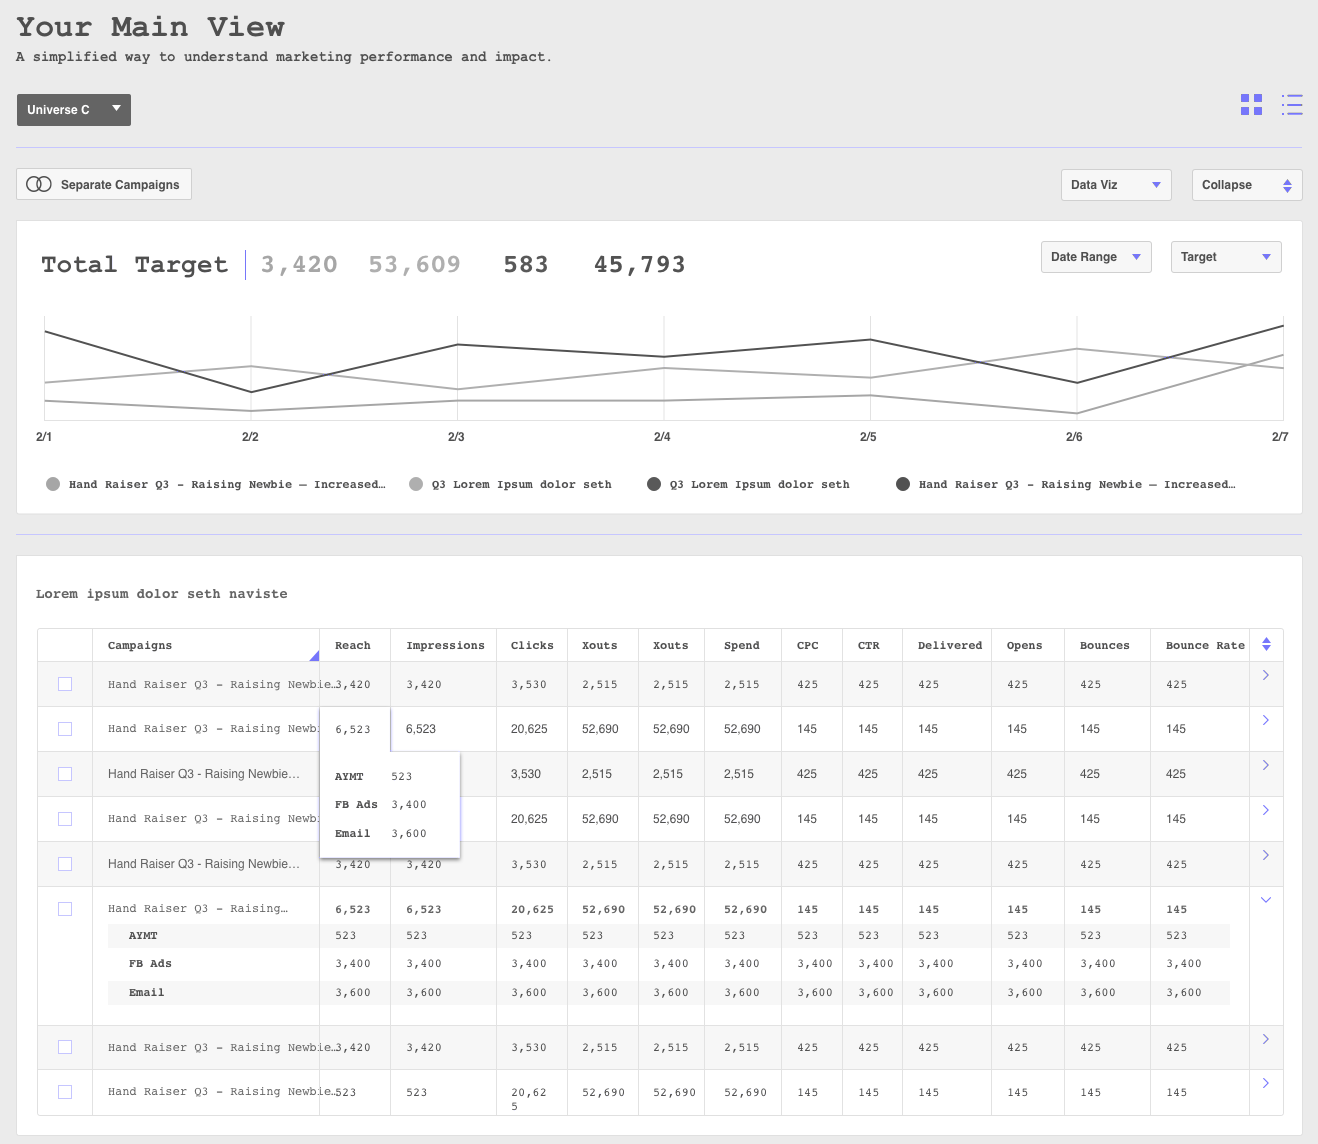 Your Main View
A simplified way to understand marketing performance and impact.
Universe C
Separate Campaigns
Data Viz
Collapse
Total Target 3,420 53,609 583 45,793
Date Range
Target
2/1 2/2 2/3 2/4 2/5 2/6 2/7
Hand Raiser Q3 - Raising Newbie — Increased… Q3 Lorem Ipsum dolor seth Q3 Lorem Ipsum dolor seth Hand Raiser Q3 - Raising Newbie — Increased…
Lorem ipsum dolor seth naviste
Campaigns Reach Impressions Clicks Xouts Xouts Spend CPC CTR Delivered Opens Bounces Bounce Rate
Hand Raiser Q3 - Raising Newbie… 3,420 3,420 3,530 2,515 2,515 2,515 425 425 425 425 425 425
Hand Raiser Q3 - Raising Newbi 6,523 6,523 20,625 52,690 52,690 52,690 145 145 145 145 145 145
Hand Raiser Q3 - Raising Newbie… 3,530 2,515 2,515 2,515 425 425 425 425 425 425
AYMT 523
FB Ads 3,400
Email 3,600
Hand Raiser Q3 - Raising Newbi 20,625 52,690 52,690 52,690 145 145 145 145 145 145
Hand Raiser Q3 - Raising Newbie… 3,420 3,420 3,530 2,515 2,515 2,515 425 425 425 425 425 425
Hand Raiser Q3 - Raising… 6,523 6,523 20,625 52,690 52,690 52,690 145 145 145 145 145 145
AYMT 523 523 523 523 523 523 523 523 523 523 523 523
FB Ads 3,400 3,400 3,400 3,400 3,400 3,400 3,400 3,400 3,400 3,400 3,400 3,400
Email 3,600 3,600 3,600 3,600 3,600 3,600 3,600 3,600 3,600 3,600 3,600 3,600
Hand Raiser Q3 - Raising Newbie… 3,420 3,420 3,530 2,515 2,515 2,515 425 425 425 425 425 425
Hand Raiser Q3 - Raising Newbie… 523 523 20,62 52,690 52,690 52,690 145 145 145 145 145 145
5